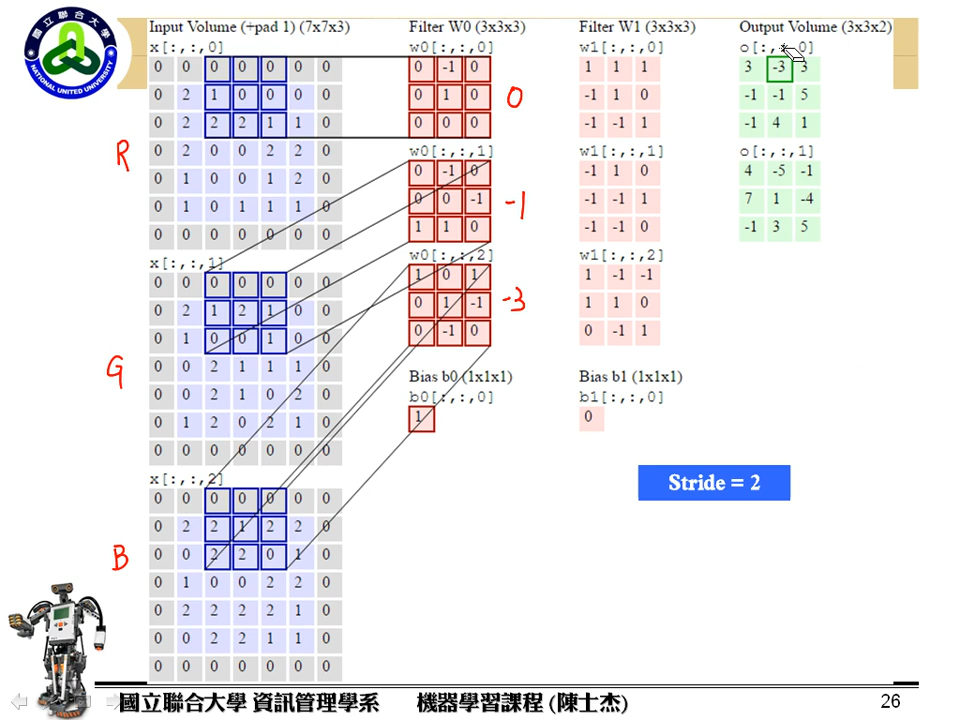 國立聯合大學
NATIONAL UNITED UNIVERSITY
Input Volume (+pad 1) (7x7x3)
x[:,:,0]
0 0 0 0 0 0 0
0 2 1 0 0 0 0
0 2 2 2 1 1 0
0 2 0 0 2 2 0
0 1 0 0 1 2 0
0 1 0 1 1 1 0
0 0 0 0 0 0 0
R
x[:,:,1]
0 0 0 0 0 0 0
0 2 1 2 1 0 0
0 1 0 0 1 0 0
0 0 2 1 1 1 0
0 0 2 1 0 2 0
0 1 2 0 2 1 0
0 0 0 0 0 0 0
G
x[:,:,2]
0 0 0 0 0 0 0
0 2 2 1 2 2 0
0 0 2 2 0 1 0
0 1 0 0 2 2 0
0 2 2 2 2 1 0
0 0 2 2 1 1 0
0 0 0 0 0 0 0
B
Filter W0 (3x3x3)
w0[:,:,0]
0 -1 0
0 1 0
0 0 0
0
w0[:,:,1]
0 -1 0
0 0 -1
1 1 0
-1
w0[:,:,2]
1 0 1
0 1 -1
0 -1 0
-3
Bias b0 (1x1x1)
b0[:,:,0]
1
Filter W1 (3x3x3)
w1[:,:,0]
1 1 1
-1 1 0
-1 -1 1
w1[:,:,1]
-1 1 0
-1 -1 1
-1 -1 0
w1[:,:,2]
1 -1 -1
1 1 0
0 -1 1
Bias b1 (1x1x1)
b1[:,:,0]
0
Output Volume (3x3x2)
o[:,:,0]
3 -3 3
-1 -1 5
-1 4 1
o[:,:,1]
4 -5 -1
7 1 -4
-1 3 5
Stride = 2
國立聯合大學 資訊管理學系 機器學習課程 (陳士杰)
26